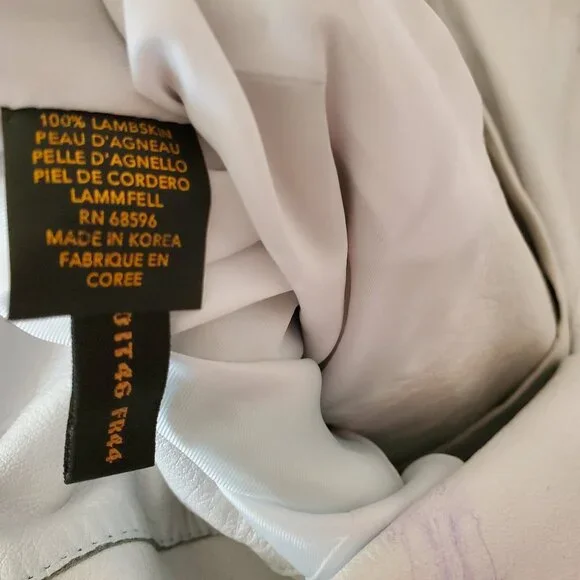 100% LAMBSKIN
PEAU D'AGNEAU
PELLE D'AGNELLO
PIEL DE CORDERO
LAMMFELL
RN 68596
MADE IN KOREA
FABRIQUE EN
COREE
IT46 FR44